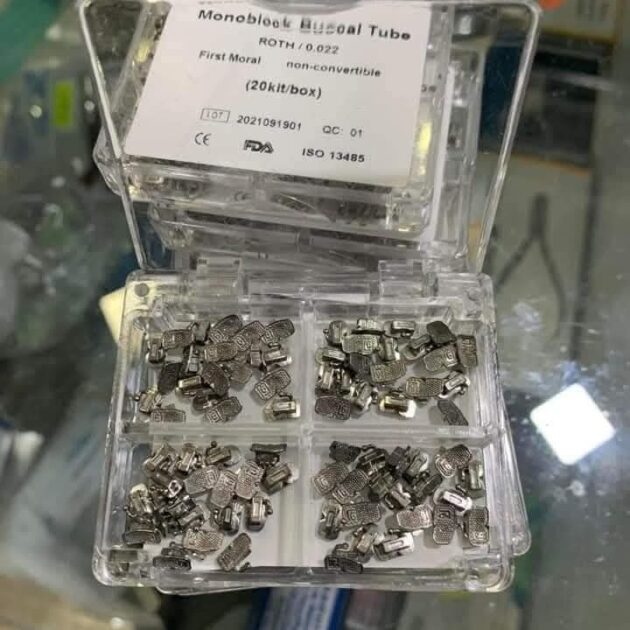 Monoblock Buccal Tube
ROTH / 0.022
First Moral non-convertible
(20kit/box)
LOT 2021091901 QC: 01
CE FDA ISO 13485